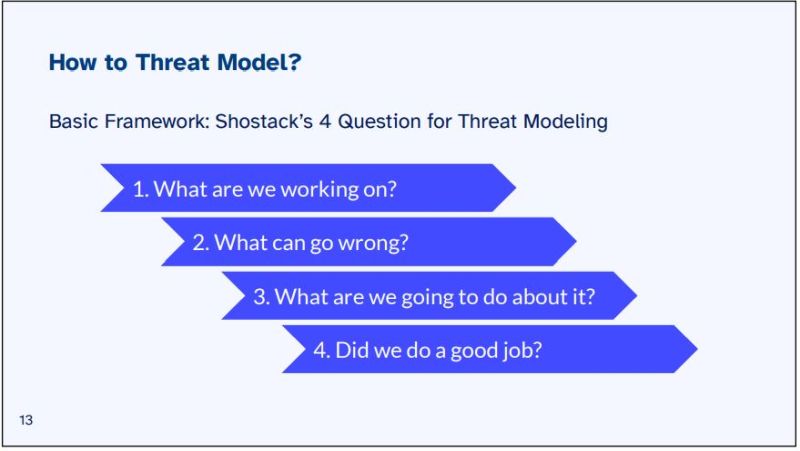 How to Threat Model?
Basic Framework: Shostack's 4 Question for Threat Modeling
1. What are we working on?
2. What can go wrong?
3. What are we going to do about it?
4. Did we do a good job?
13